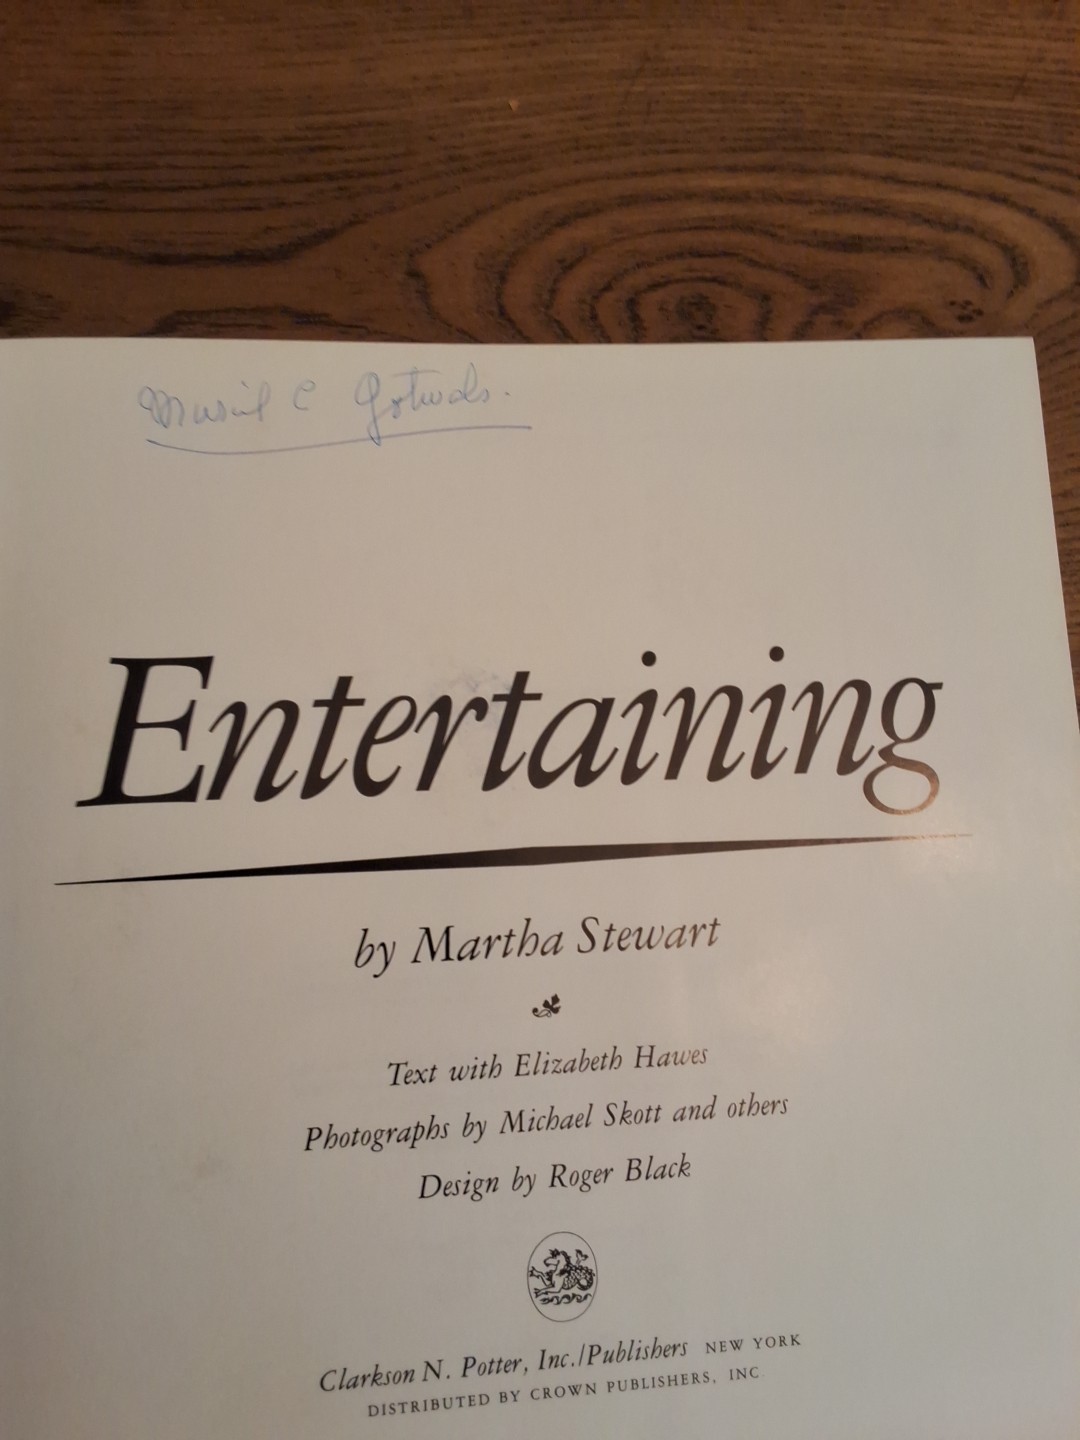 C
Entertaining
by Martha Stewart
Text with Elizabeth Hawes
Photographs by Michael Skott and others
Design by Roger Black
Clarkson N. Potter, Inc./Publishers NEW YORK
DISTRIBUTED BY CROWN PUBLISHERS, INC